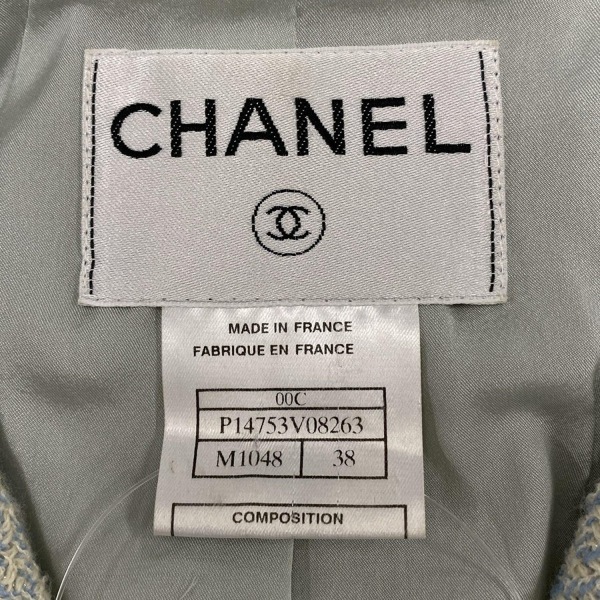 CHANEL
MADE IN FRANCE
FABRIQUE EN FRANCE
00C
P14753V08263
M1048 38
COMPOSITION